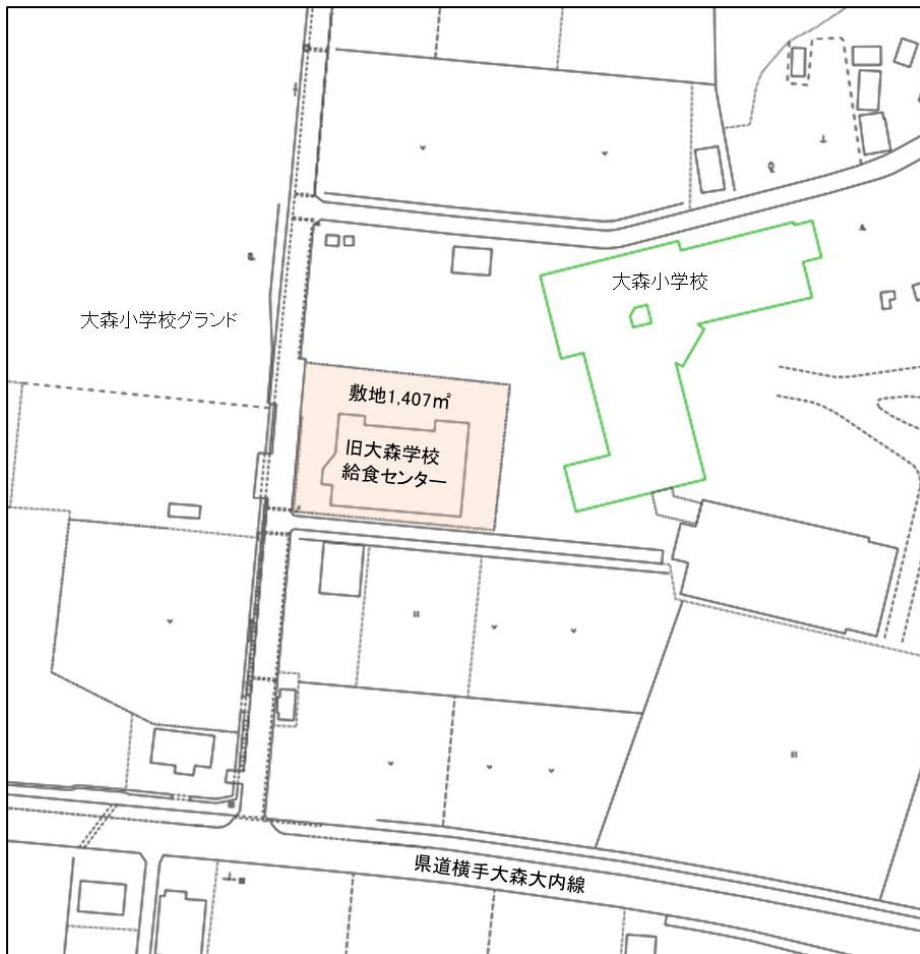 大森小学校
大森小学校グランド
敷地1,407㎡
旧大森学校
給食センター
県道横手大森大内線